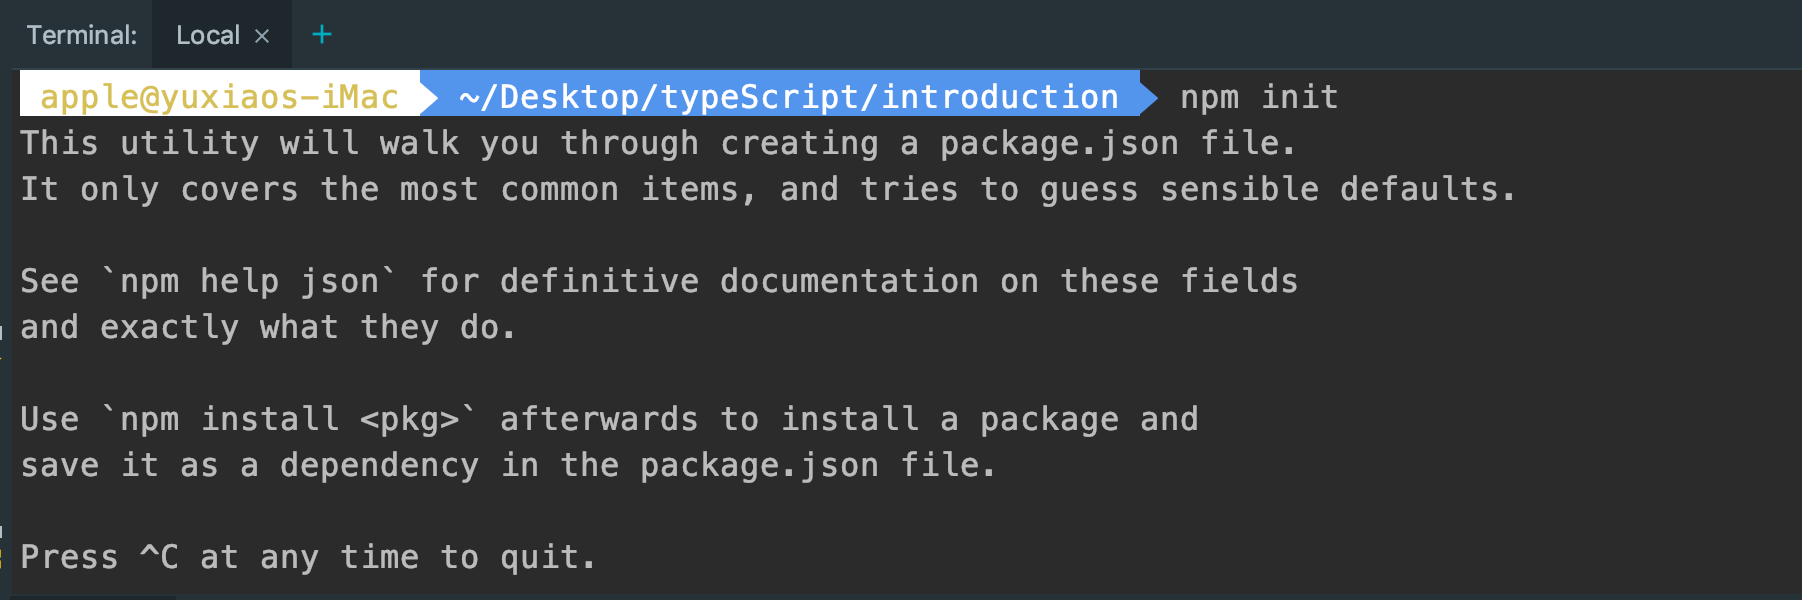 Terminal: Local × +
apple@yuxiaos-iMac ~/Desktop/typeScript/introduction npm init
This utility will walk you through creating a package.json file.
It only covers the most common items, and tries to guess sensible defaults.
See `npm help json` for definitive documentation on these fields
and exactly what they do.
Use `npm install <pkg>` afterwards to install a package and
save it as a dependency in the package.json file.
Press ^C at any time to quit.